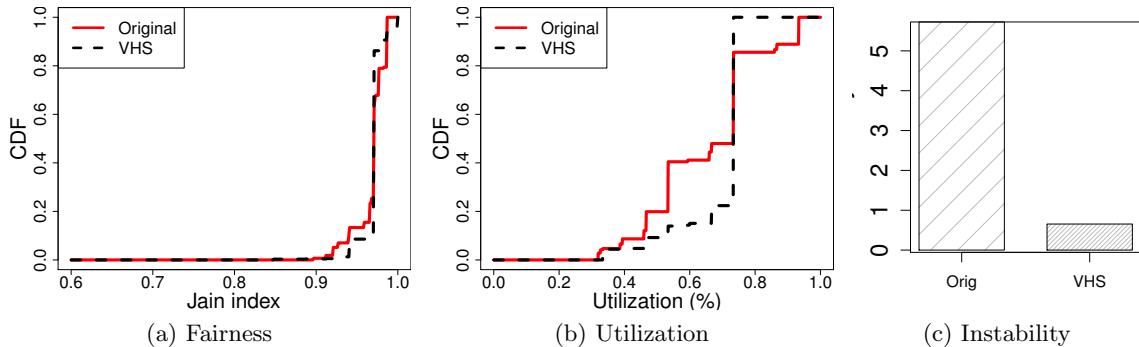 Original
VHS
CDF
0.0 0.2 0.4 0.6 0.8 1.0
0.6 0.7 0.8 0.9 1.0
Jain index
(a) Fairness
Original
VHS
CDF
0.0 0.2 0.4 0.6 0.8 1.0
0.0 0.2 0.4 0.6 0.8 1.0
Utilization (%)
(b) Utilization
0 1 2 3 4 5
Orig VHS
(c) Instability